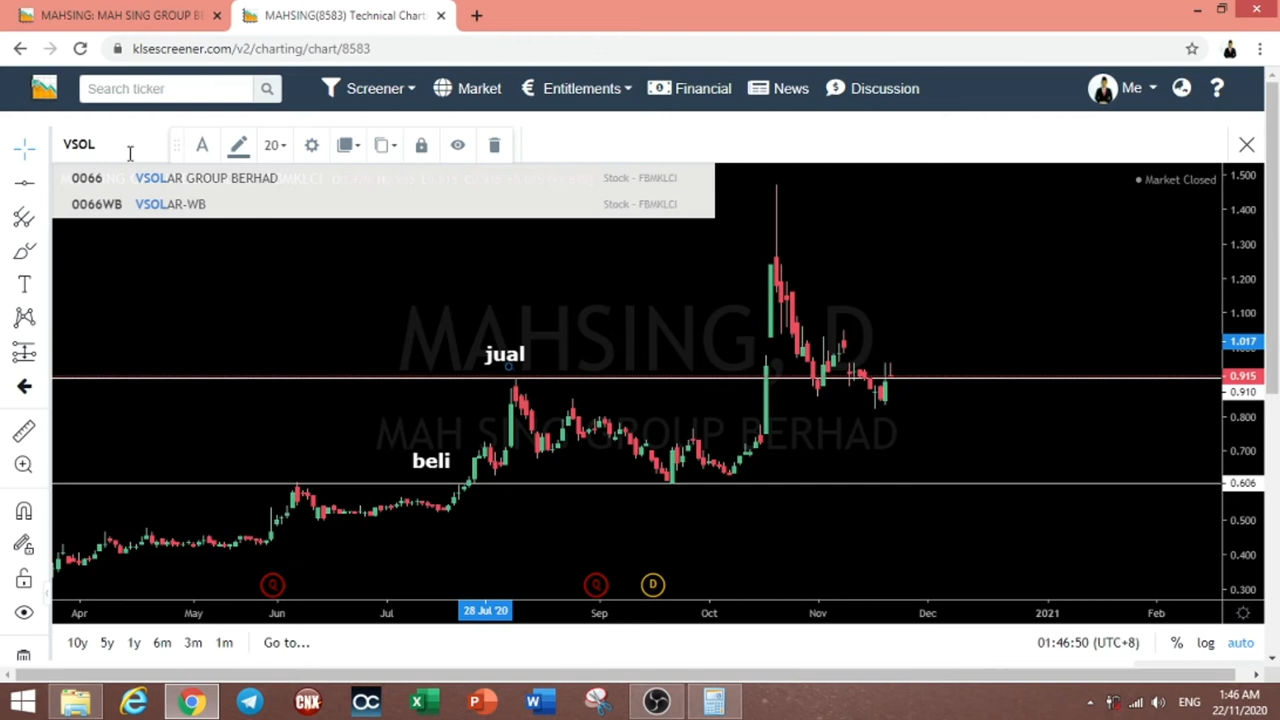 MAHSING: MAH SING GROUP BE
MAHSING(8583) Technical Chart
klsescreener.com/v2/charting/chart/8583
Search ticker
Screener
Market
Entitlements
Financial
News
Discussion
Me
VSOL
20
0066 VSOLAR GROUP BERHAD Stock - FBMKLCI
0066WB VSOLAR-WB Stock - FBMKLCI
Market Closed
MAHSING, D
MAH SING GROUP BERHAD
jual
beli
1.500
1.400
1.300
1.200
1.100
1.017
0.915
0.910
0.800
0.700
0.606
0.500
0.400
0.300
Q
Q
D
Apr
May
Jun
Jul
28 Jul '20
Sep
Oct
Nov
Dec
2021
Feb
10y 5y 1y 6m 3m 1m Go to...
01:46:50 (UTC+8) % log auto
CNX
OC
ENG
1:46 AM
22/11/2020